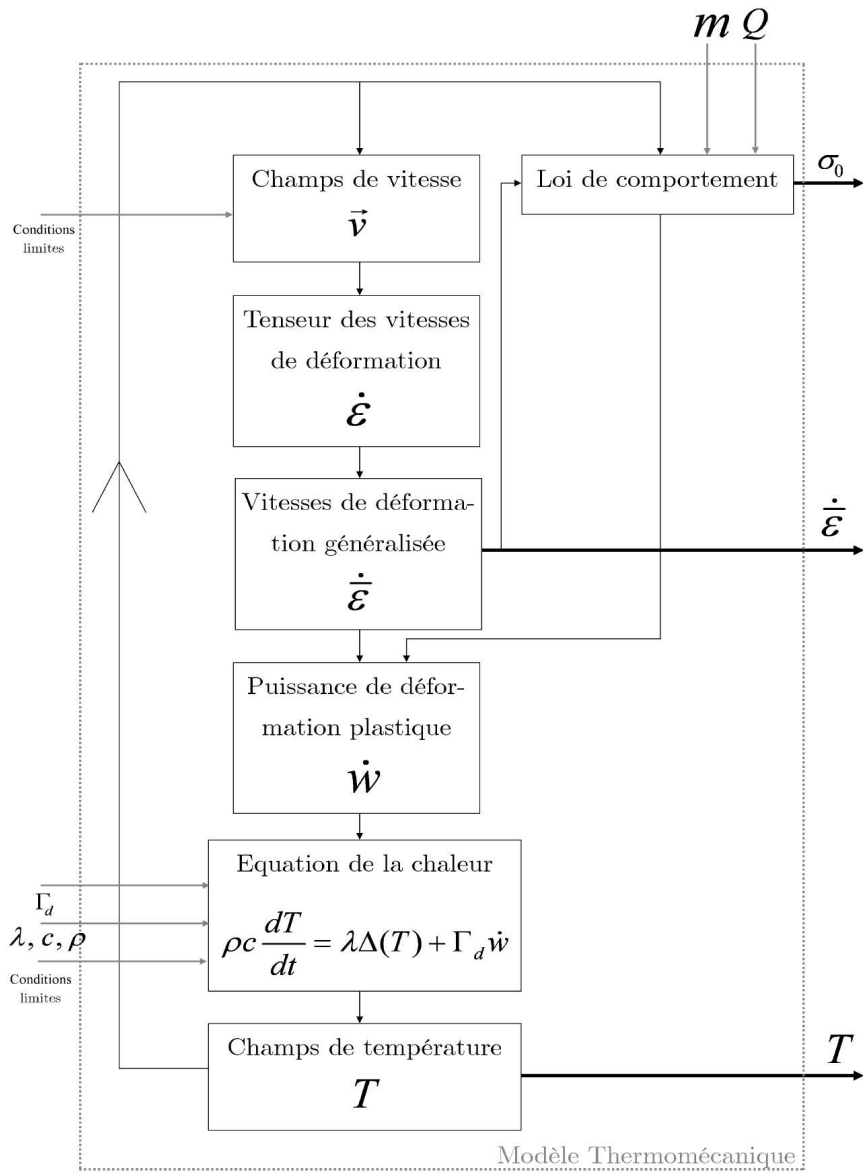 m Q
Champs de vitesse
v⃗
Loi de comportement
σ₀
Conditions
limites
Tenseur des vitesses
de déformation
ε̇
Vitesses de déforma-
tion généralisée
ε̅̇
ε̅̇
Puissance de défor-
mation plastique
ẇ
Equation de la chaleur
ρc dT/dt = λΔ(T) + Γ_d ẇ
Γ_d
λ, c, ρ
Conditions
limites
Champs de température
T
T
Modèle Thermomécanique